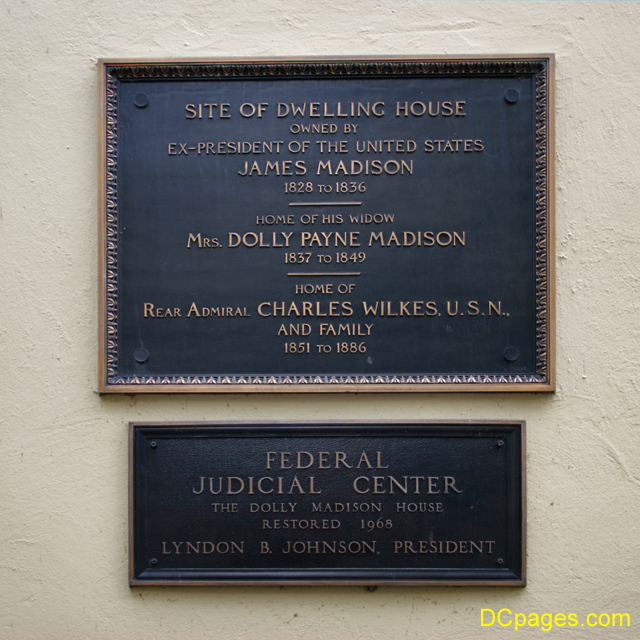 SITE OF DWELLING HOUSE
OWNED BY
EX-PRESIDENT OF THE UNITED STATES
JAMES MADISON
1828 TO 1836
HOME OF HIS WIDOW
MRS. DOLLY PAYNE MADISON
1837 TO 1849
HOME OF
REAR ADMIRAL CHARLES WILKES, U.S.N.,
AND FAMILY
1851 TO 1886
FEDERAL
JUDICIAL CENTER
THE DOLLY MADISON HOUSE
RESTORED 1968
LYNDON B. JOHNSON, PRESIDENT
DCpages.com